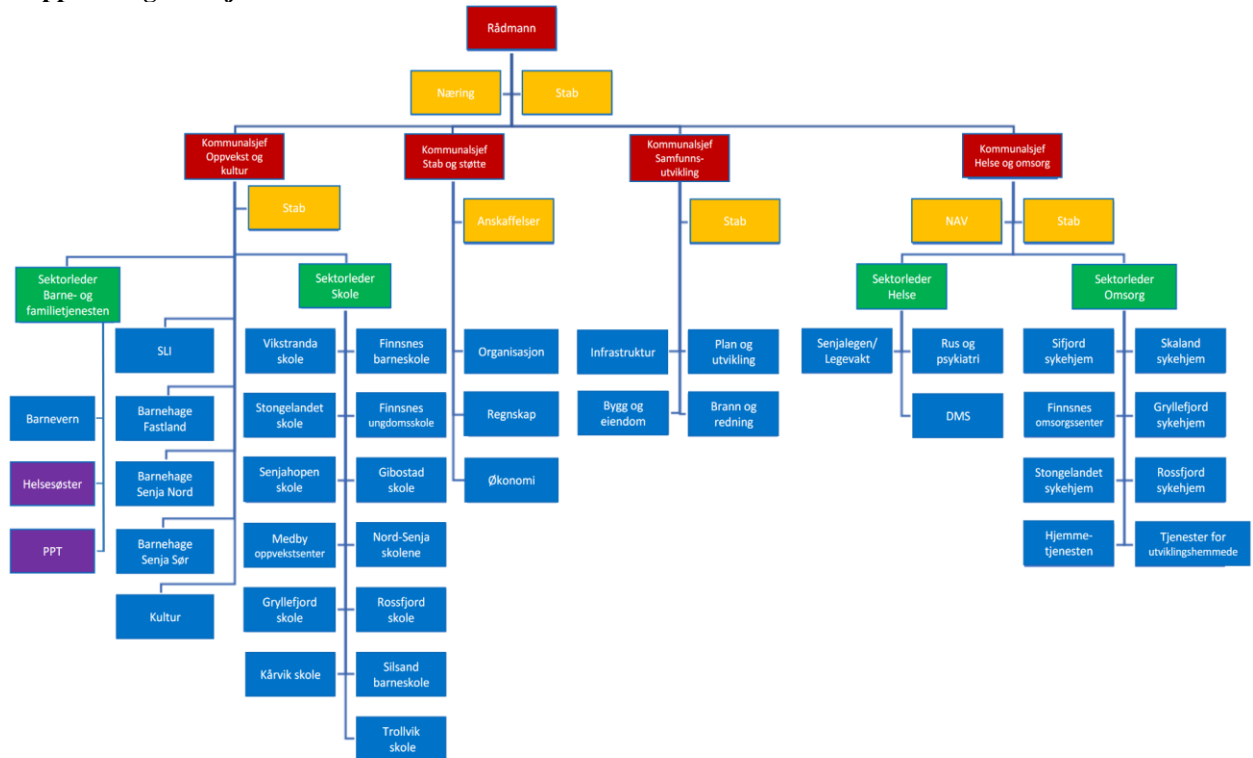 Rådmann
Næring
Stab
Kommunalsjef
Oppvekst og
kultur
Kommunalsjef
Stab og støtte
Kommunalsjef
Samfunns-
utvikling
Kommunalsjef
Helse og omsorg
Stab
Anskaffelser
Stab
NAV
Stab
Sektorleder
Barne- og
familietjenesten
Sektorleder
Skole
Sektorleder
Helse
Sektorleder
Omsorg
SLI
Barnevern
Barnehage
Fastland
Helsesøster
Barnehage
Senja Nord
PPT
Barnehage
Senja Sør
Kultur
Vikstranda
skole
Finnsnes
barneskole
Stongelandet
skole
Finnsnes
ungdomsskole
Senjahopen
skole
Gibostad
skole
Medby
oppvekstsenter
Nord-Senja
skolene
Gryllefjord
skole
Rossfjord
skole
Kårvik skole
Silsand
barneskole
Trollvik
skole
Organisasjon
Regnskap
Økonomi
Infrastruktur
Plan og
utvikling
Bygg og
eiendom
Brann og
redning
Senjalegen/
Legevakt
Rus og
psykiatri
DMS
Sifjord
sykehjem
Skaland
sykehjem
Finnsnes
omsorgssenter
Gryllefjord
sykehjem
Stongelandet
sykehjem
Rossfjord
sykehjem
Hjemme-
tjenesten
Tjenester for
utviklingshemmede